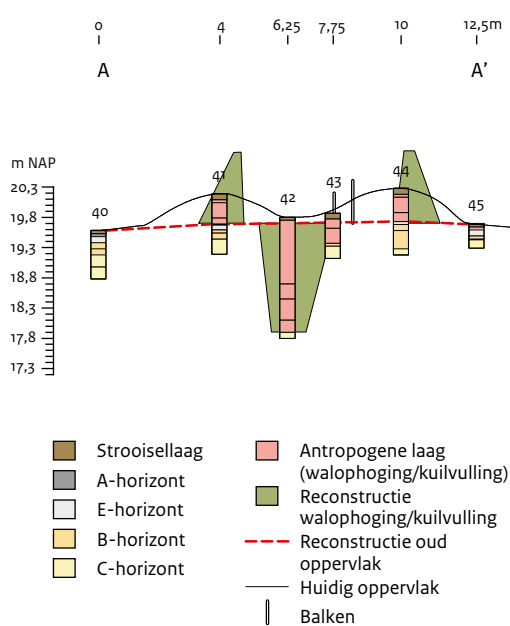 0 4 6,25 7,75 10 12,5m
A A’
m NAP
20,3
19,8
19,3
18,8
18,3
17,8
17,3
40 41 42 43 44 45
Strooisellaag
A-horizont
E-horizont
B-horizont
C-horizont
Antropogene laag
(walophoging/kuilvulling)
Reconstructie
walophoging/kuilvulling
Reconstructie oud
oppervlak
Huidig oppervlak
Balken